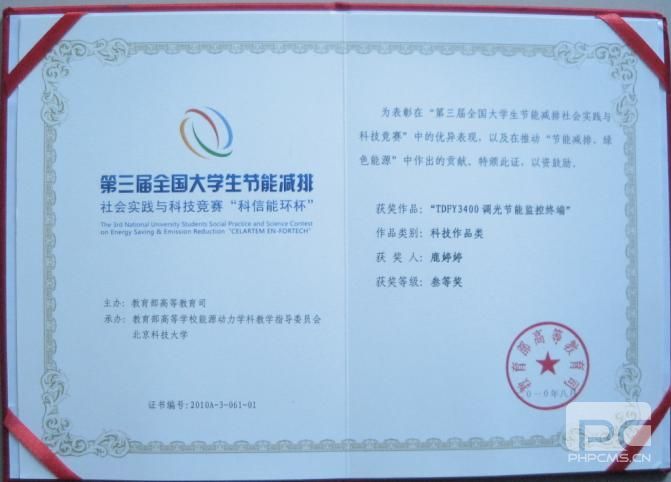 第三届全国大学生节能减排
社会实践与科技竞赛“科信能环杯”
The 3rd National University Students Social Practice and Science Contest
on Energy Saving & Emission Reduction "CELARTEM EN-FORTECH"
主办：教育部高等教育司
承办：教育部高等学校能源动力学科教学指导委员会
北京科技大学
证书编号：2010A-3-061-01
为表彰在“第三届全国大学生节能减排社会实践与
科技竞赛”中的优异表现，以及在推动“节能减排、绿
色能源”中作出的贡献，特颁此证，以资鼓励。
获奖作品：“TDFY3400 调光节能监控终端”
作品类别：科技作品类
获奖人：鹿婷婷
获奖等级：叁等奖
教育部高等教育司
二〇一〇年八月
PC
PHPCMS.CN